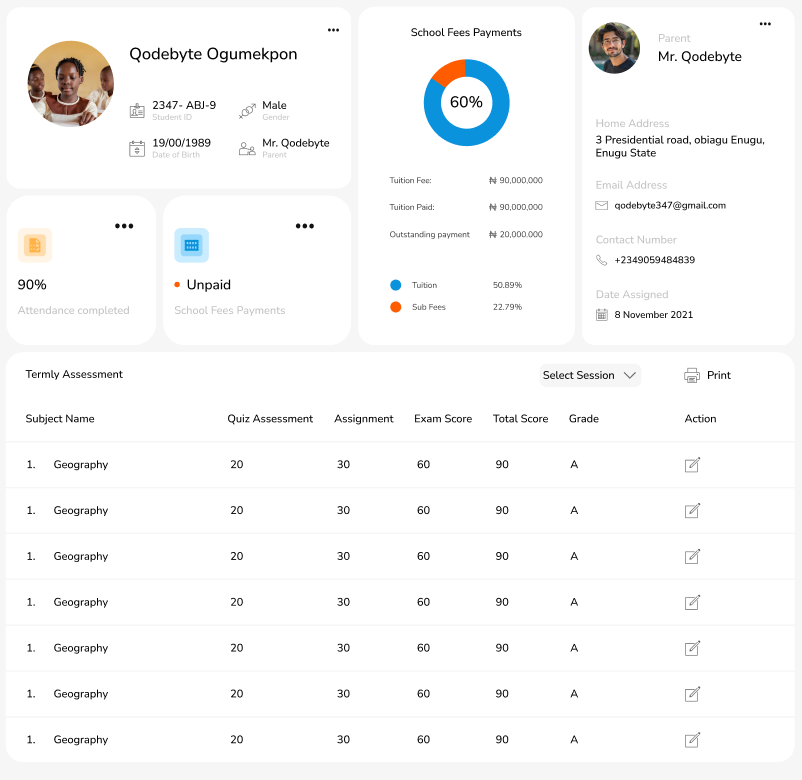 Qodebyte Ogumekpon
2347- ABJ-9
Student ID
Male
Gender
19/00/1989
Date of Birth
Mr. Qodebyte
Parent
90%
Attendance completed
Unpaid
School Fees Payments
School Fees Payments
60%
Tuition Fee: ₦ 90,000,000
Tuition Paid: ₦ 90,000,000
Outstanding payment ₦ 20,000.000
Tuition 50.89%
Sub Fees 22.79%
Parent
Mr. Qodebyte
Home Address
3 Presidential road, obiagu Enugu,
Enugu State
Email Address
qodebyte347@gmail.com
Contact Number
+2349059484839
Date Assigned
8 November 2021
Termly Assessment Select Session Print
Subject Name Quiz Assessment Assignment Exam Score Total Score Grade Action
1. Geography 20 30 60 90 A
1. Geography 20 30 60 90 A
1. Geography 20 30 60 90 A
1. Geography 20 30 60 90 A
1. Geography 20 30 60 90 A
1. Geography 20 30 60 90 A
1. Geography 20 30 60 90 A